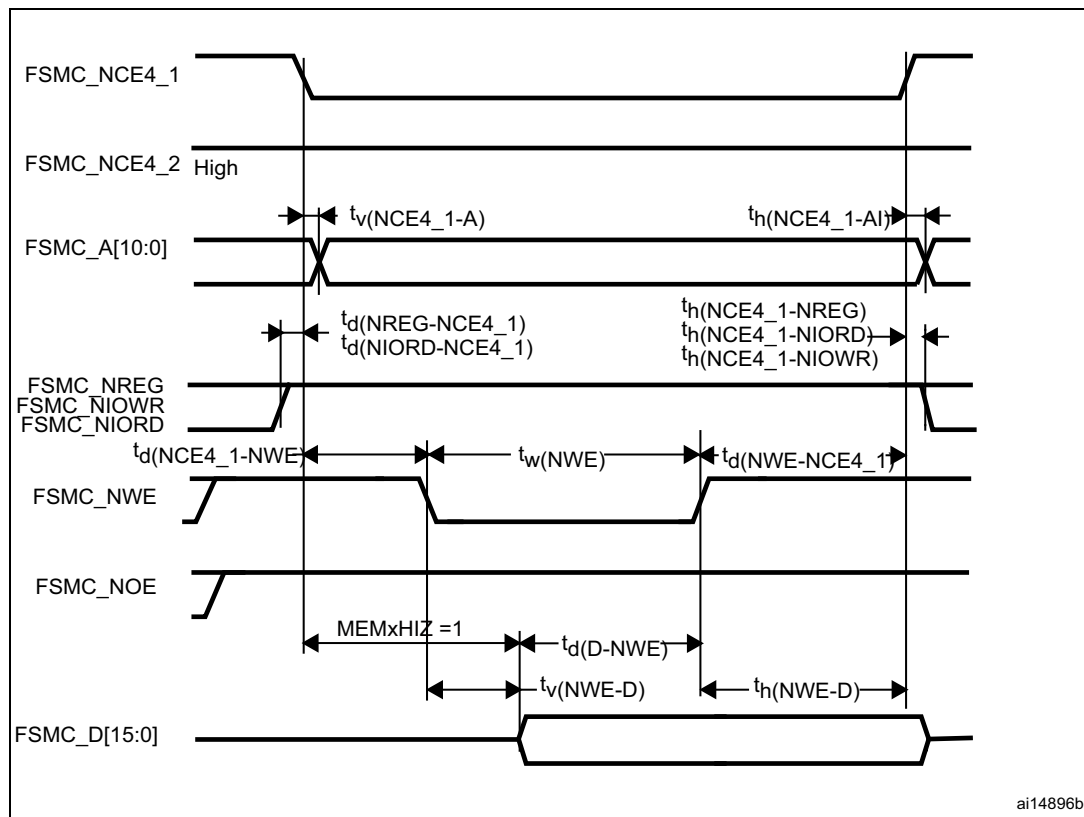 FSMC_NCE4_1
FSMC_NCE4_2 High
tv(NCE4_1-A)
th(NCE4_1-AI)
FSMC_A[10:0]
td(NREG-NCE4_1)
td(NIORD-NCE4_1)
th(NCE4_1-NREG)
th(NCE4_1-NIORD)
th(NCE4_1-NIOWR)
FSMC_NREG
FSMC_NIOWR
FSMC_NIORD
td(NCE4_1-NWE)
tw(NWE)
td(NWE-NCE4_1)
FSMC_NWE
FSMC_NOE
MEMxHIZ =1
td(D-NWE)
tv(NWE-D)
th(NWE-D)
FSMC_D[15:0]
ai14896b